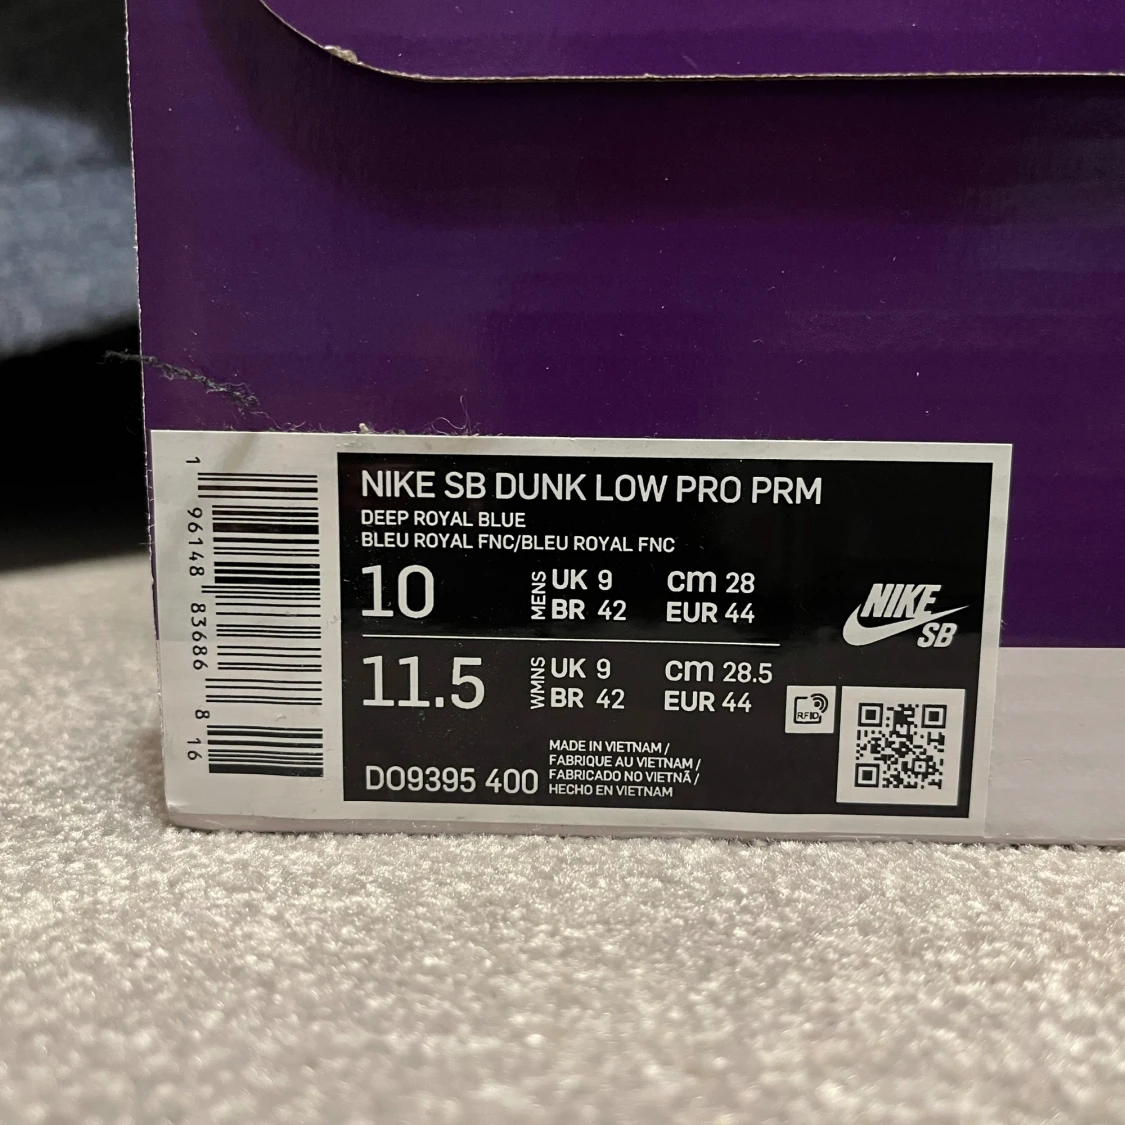 1 96148 83686 8 16
NIKE SB DUNK LOW PRO PRM
DEEP ROYAL BLUE
BLEU ROYAL FNC/BLEU ROYAL FNC
10 MENS UK 9 cm 28
BR 42 EUR 44
11.5 WMNS UK 9 cm 28.5
BR 42 EUR 44
NIKE
SB
RFID
DO9395 400
MADE IN VIETNAM /
FABRIQUE AU VIETNAM /
FABRICADO NO VIETNÃ /
HECHO EN VIETNAM